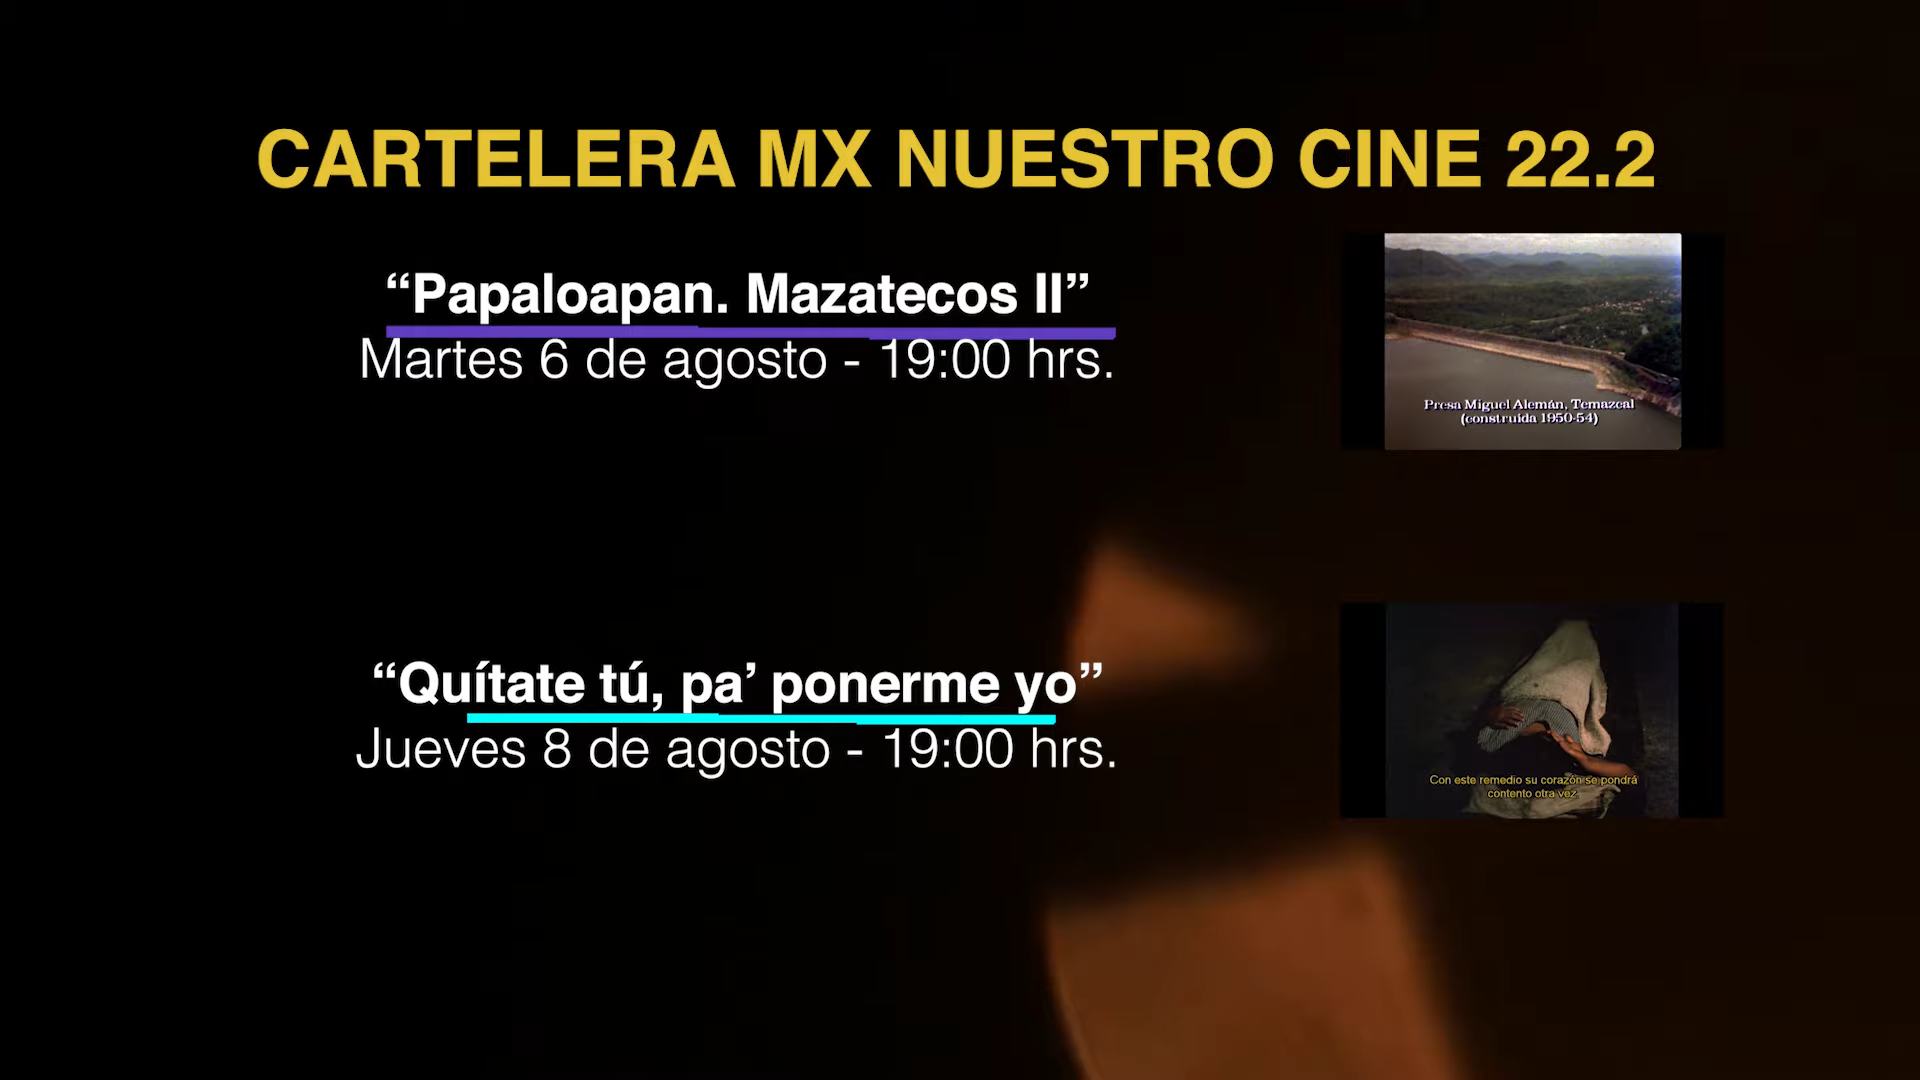 CARTELERA MX NUESTRO CINE 22.2
“Papaloapan. Mazatecos II”
Martes 6 de agosto - 19:00 hrs.
Presa Miguel Alemán, Temazcal
(construída 1950-54)
“Quítate tú, pa’ ponerme yo”
Jueves 8 de agosto - 19:00 hrs.
Con este remedio su corazón se pondrá
contento otra vez.